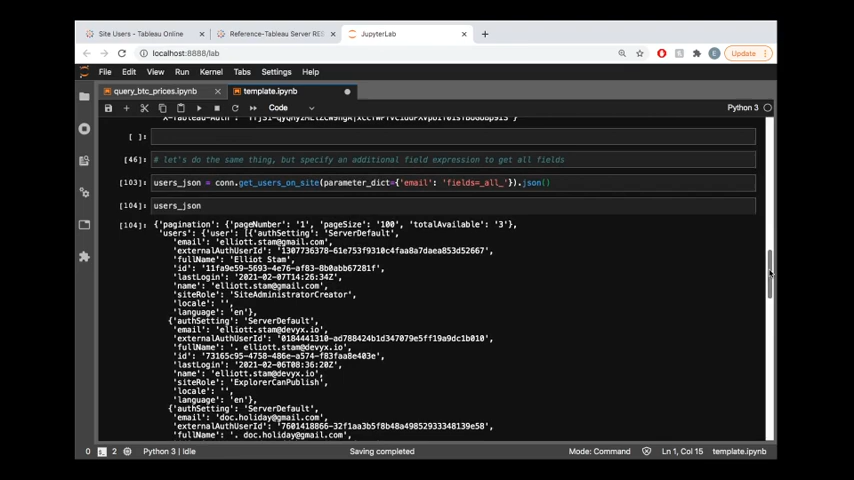 Site Users - Tableau Online
Reference-Tableau Server RE
JupyterLab
localhost:8888/lab
Update
File Edit View Run Kernel Tabs Settings Help
query_btc_prices.ipynb
template.ipynb
Code
Python 3
[ ]:
[46]: # let's do the same thing, but specify an additional field expression to get all fields
[103]: users_json = conn.get_users_on_site(parameter_dict={'email': 'fields=_all_'}).json()
[104]: users_json
[104]: {'pagination': {'pageNumber': '1', 'pageSize': '100', 'totalAvailable': '3'},
'users': {'user': [{'authSetting': 'ServerDefault',
'email': 'elliott.stam@gmail.com',
'externalAuthUserId': '1307736378-61e753f9310c4faa8a7daea853d52667',
'fullName': 'Elliot Stam',
'id': '11fa9e59-5693-4e76-af83-8b0abb67281f',
'lastLogin': '2021-02-07T14:26:34Z',
'name': 'elliott.stam@gmail.com',
'siteRole': 'SiteAdministratorCreator',
'locale': '',
'language': 'en'},
{'authSetting': 'ServerDefault',
'email': 'elliott.stam@devyx.io',
'externalAuthUserId': '0184441310-ad788424b1d347079e5ff19a9dc1b010',
'fullName': '. elliott.stam@devyx.io',
'id': '73165c95-4758-486e-a574-f83faa8e403e',
'lastLogin': '2021-02-06T08:36:20Z',
'name': 'elliott.stam@devyx.io',
'siteRole': 'ExplorerCanPublish',
'locale': '',
'language': 'en'},
{'authSetting': 'ServerDefault',
'email': 'doc.holiday@gmail.com',
'externalAuthUserId': '7601418866-32f1aa3b5f8b48a49852933348139e58',
'fullName': '. doc.holiday@gmail.com',
0 2 Python 3 | Idle Saving completed Mode: Command Ln 1, Col 15 template.ipynb